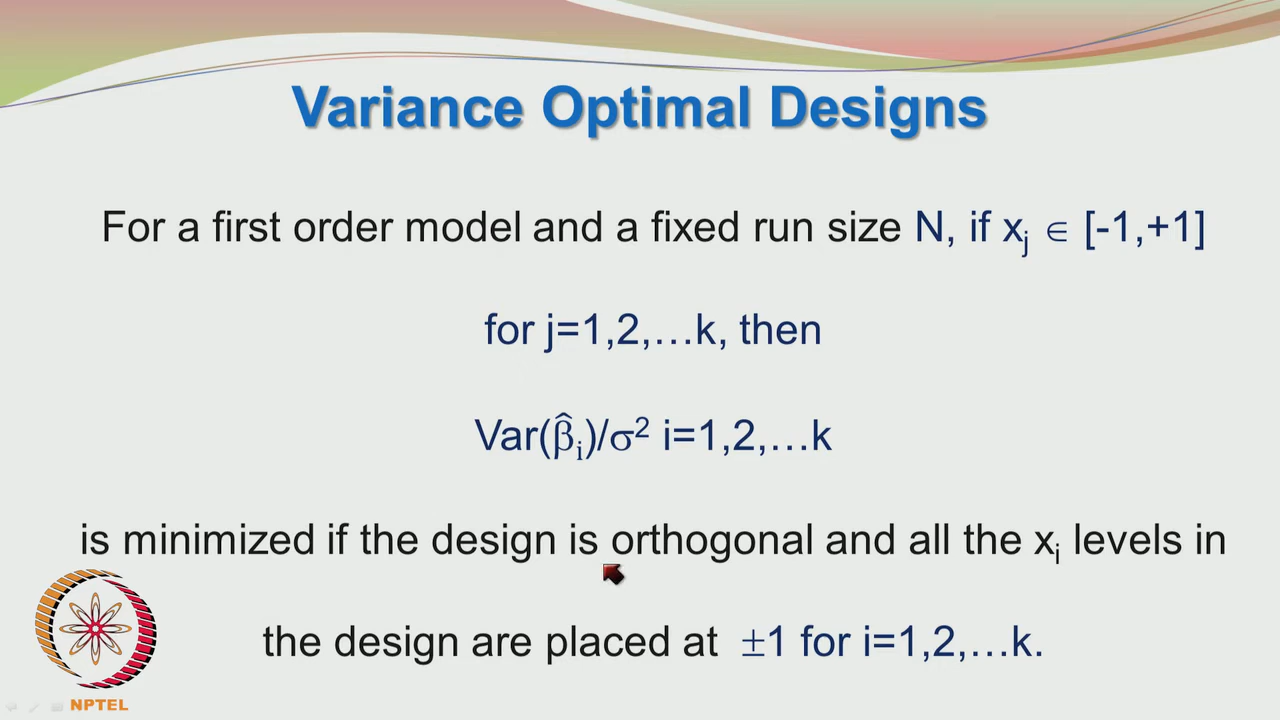 Variance Optimal Designs
For a first order model and a fixed run size N, if xj ∈ [-1,+1]
for j=1,2,…k, then
Var(β̂i)/σ2 i=1,2,…k
is minimized if the design is orthogonal and all the xi levels in
the design are placed at ±1 for i=1,2,…k.
NPTEL